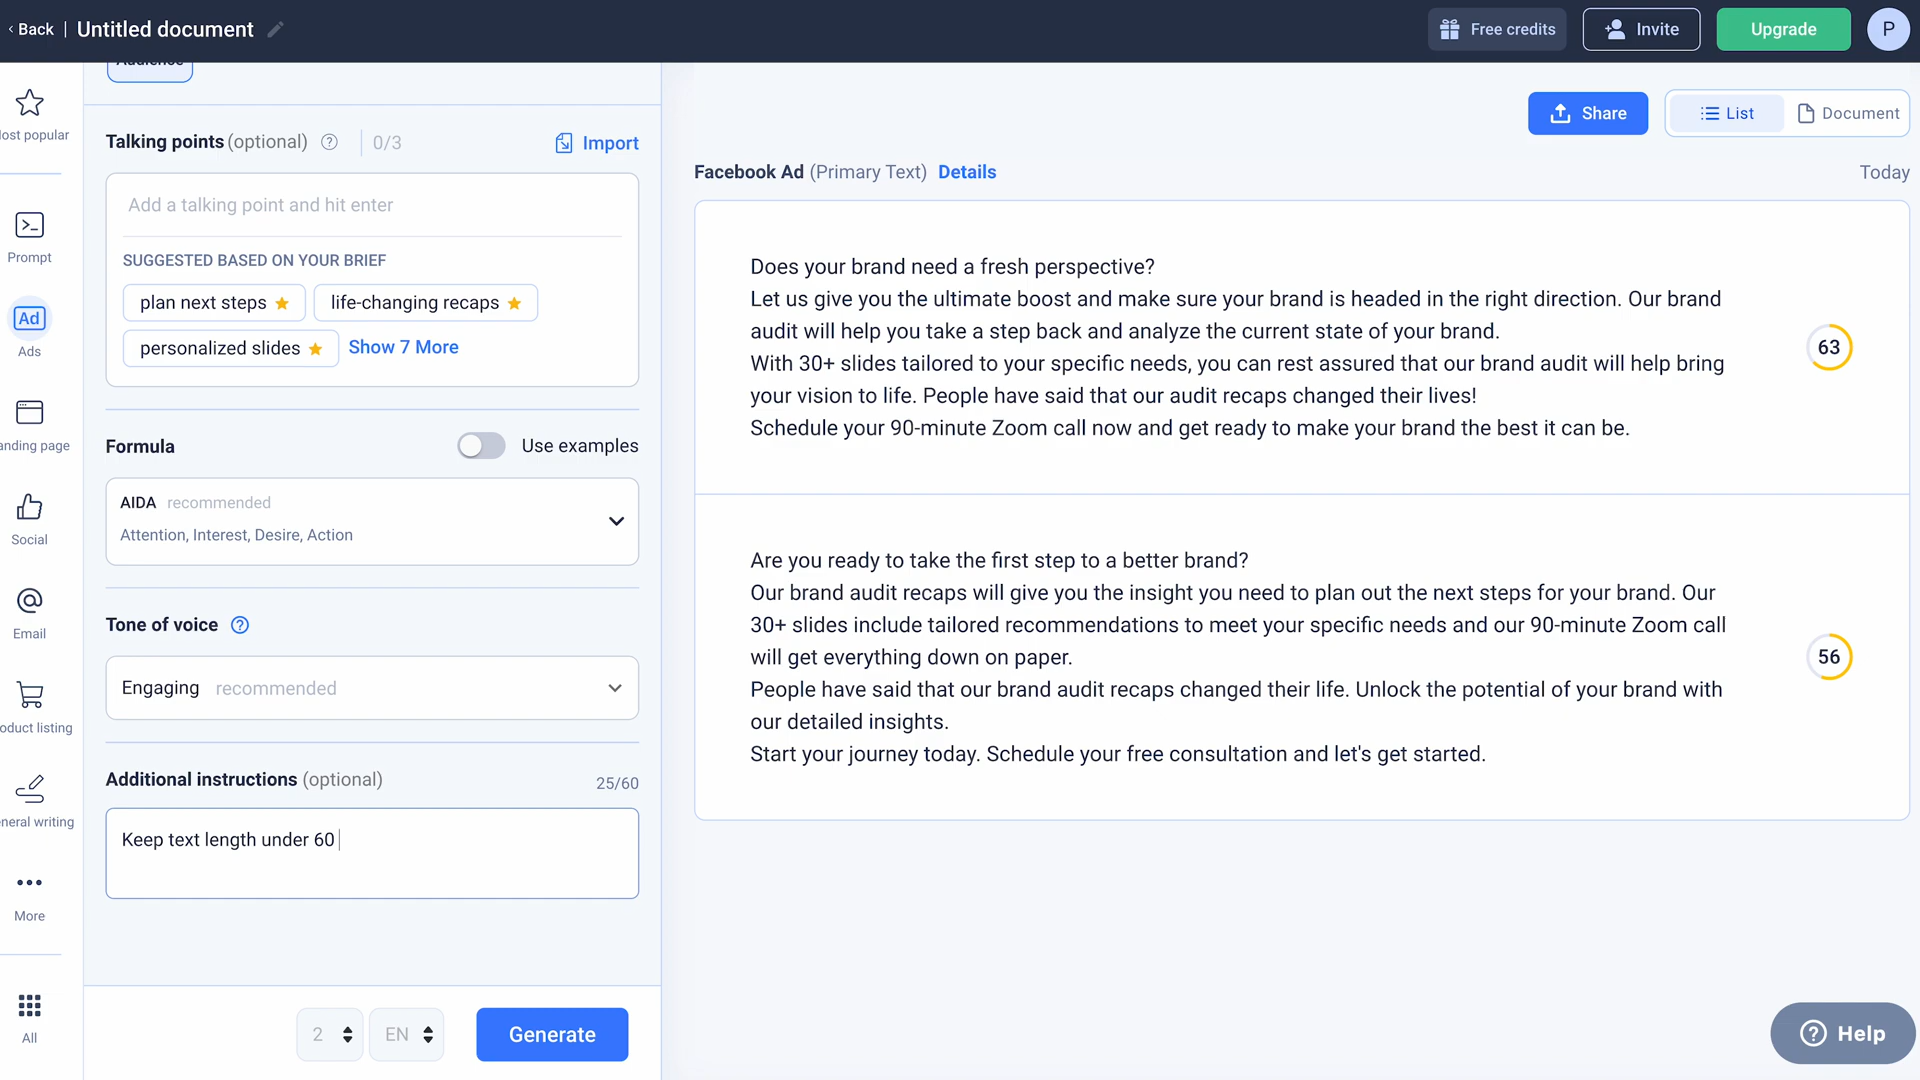 Back | Untitled document
Free credits
Invite
Upgrade
P
Audience
ost popular
Prompt
Ad
Ads
anding page
Social
Email
oduct listing
neral writing
More
All
Talking points (optional) ? 0/3
Import
Add a talking point and hit enter
SUGGESTED BASED ON YOUR BRIEF
plan next steps
life-changing recaps
personalized slides
Show 7 More
Formula
Use examples
AIDA recommended
Attention, Interest, Desire, Action
Tone of voice ?
Engaging recommended
Additional instructions (optional)
25/60
Keep text length under 60
2
EN
Generate
Share
List
Document
Facebook Ad (Primary Text) Details
Today
Does your brand need a fresh perspective?
Let us give you the ultimate boost and make sure your brand is headed in the right direction. Our brand
audit will help you take a step back and analyze the current state of your brand.
With 30+ slides tailored to your specific needs, you can rest assured that our brand audit will help bring
your vision to life. People have said that our audit recaps changed their lives!
Schedule your 90-minute Zoom call now and get ready to make your brand the best it can be.
63
Are you ready to take the first step to a better brand?
Our brand audit recaps will give you the insight you need to plan out the next steps for your brand. Our
30+ slides include tailored recommendations to meet your specific needs and our 90-minute Zoom call
will get everything down on paper.
People have said that our brand audit recaps changed their life. Unlock the potential of your brand with
our detailed insights.
Start your journey today. Schedule your free consultation and let's get started.
56
? Help